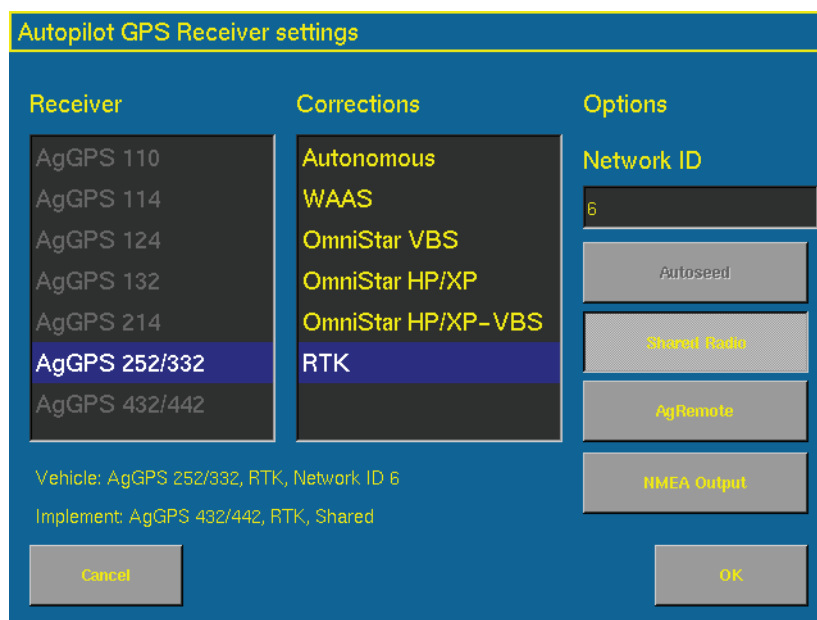 Autopilot GPS Receiver settings
Receiver
AgGPS 110
AgGPS 114
AgGPS 124
AgGPS 132
AgGPS 214
AgGPS 252/332
AgGPS 432/442
Corrections
Autonomous
WAAS
OmniStar VBS
OmniStar HP/XP
OmniStar HP/XP-VBS
RTK
Options
Network ID
6
Autoseed
Shared Radio
AgRemote
NMEA Output
Vehicle: AgGPS 252/332, RTK, Network ID 6
Implement: AgGPS 432/442, RTK, Shared
Cancel
OK